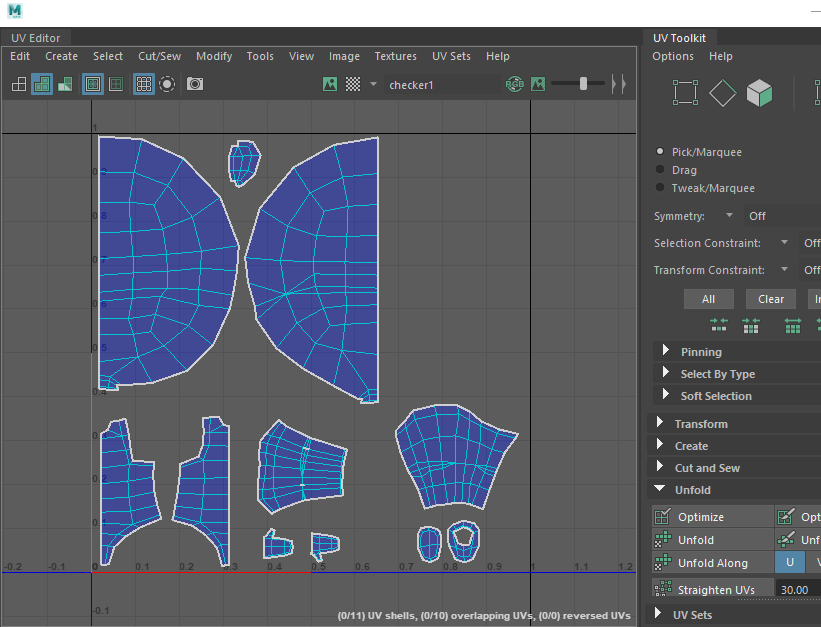 M
UV Editor
UV Toolkit
Edit Create Select Cut/Sew Modify Tools View Image Textures UV Sets Help
Options Help
checker1
RGB
1
0.9
0.8
0.7
0.6
0.5
0.4
0.3
0.2
0.1
-0.2 -0.1 0 0.1 0.2 0.3 0.4 0.5 0.6 0.7 0.8 0.9 1 1.1 1.2
-0.1
(0/11) UV shells, (0/10) overlapping UVs, (0/0) reversed UVs
Pick/Marquee
Drag
Tweak/Marquee
Symmetry: Off
Selection Constraint: Off
Transform Constraint: Off
All Clear In
Pinning
Select By Type
Soft Selection
Transform
Create
Cut and Sew
Unfold
Optimize Opt
Unfold Unf
Unfold Along U V
Straighten UVs 30.00
UV Sets